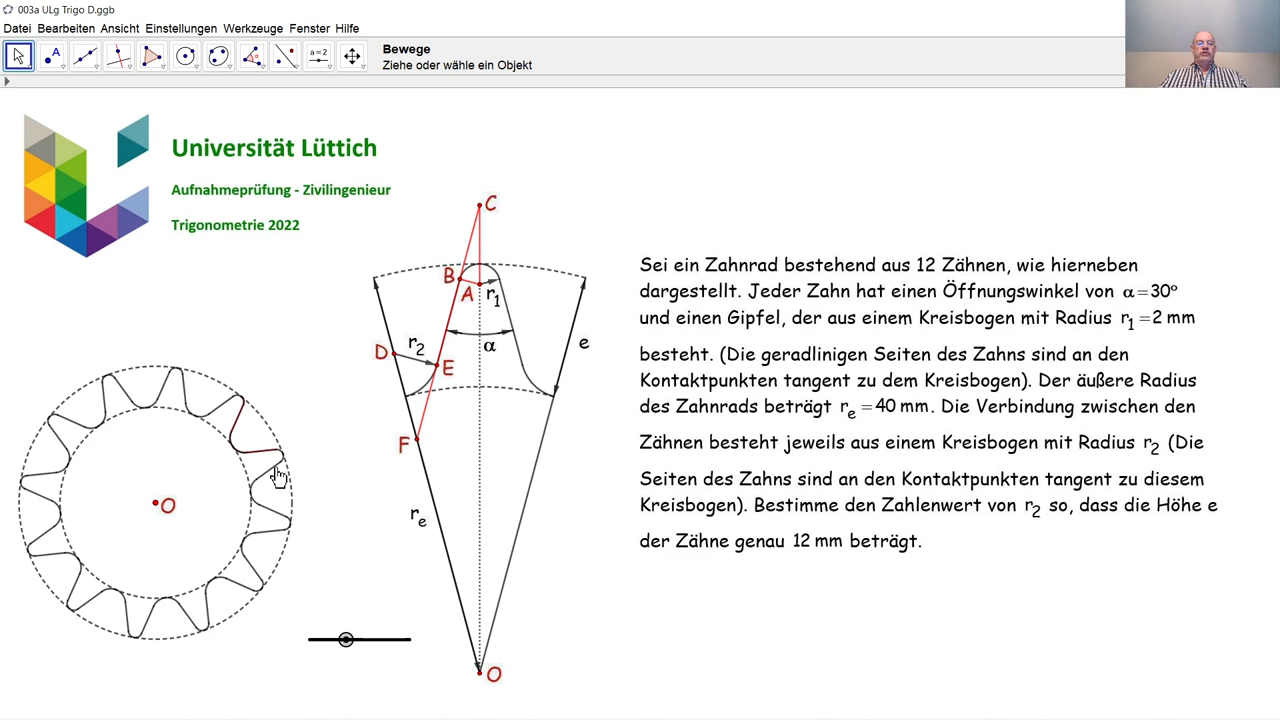 003a ULg Trigo D.ggb
Datei Bearbeiten Ansicht Einstellungen Werkzeuge Fenster Hilfe
A
a=2
Bewege
Ziehe oder wähle ein Objekt
Universität Lüttich
Aufnahmeprüfung - Zivilingenieur
Trigonometrie 2022
C
B
A
r1
D
r2
α
e
E
F
re
O
O
Sei ein Zahnrad bestehend aus 12 Zähnen, wie hierneben
dargestellt. Jeder Zahn hat einen Öffnungswinkel von α=30°
und einen Gipfel, der aus einem Kreisbogen mit Radius r1 =2 mm
besteht. (Die geradlinigen Seiten des Zahns sind an den
Kontaktpunkten tangent zu dem Kreisbogen). Der äußere Radius
des Zahnrads beträgt re =40 mm. Die Verbindung zwischen den
Zähnen besteht jeweils aus einem Kreisbogen mit Radius r2 (Die
Seiten des Zahns sind an den Kontaktpunkten tangent zu diesem
Kreisbogen). Bestimme den Zahlenwert von r2 so, dass die Höhe e
der Zähne genau 12 mm beträgt.